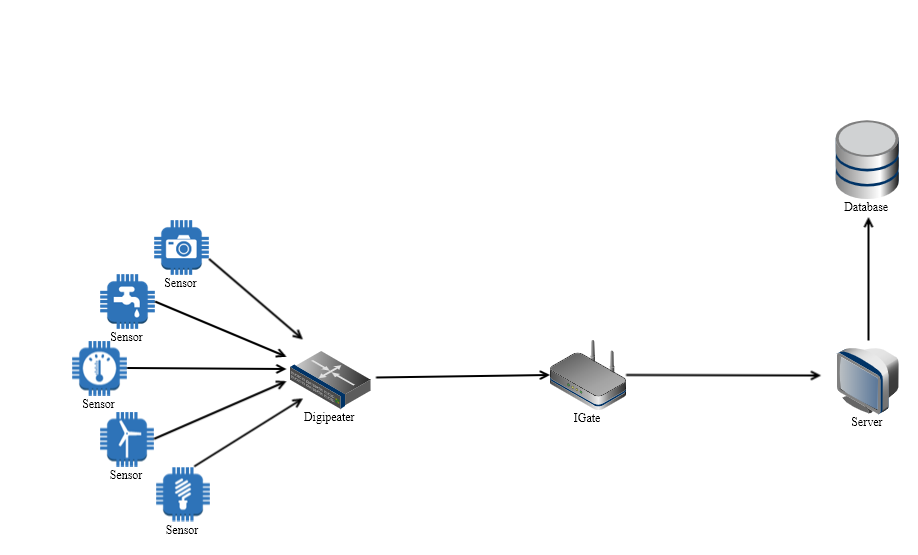 Database
Sensor
Sensor
Sensor
Digipeater
IGate
Server
Sensor
Sensor